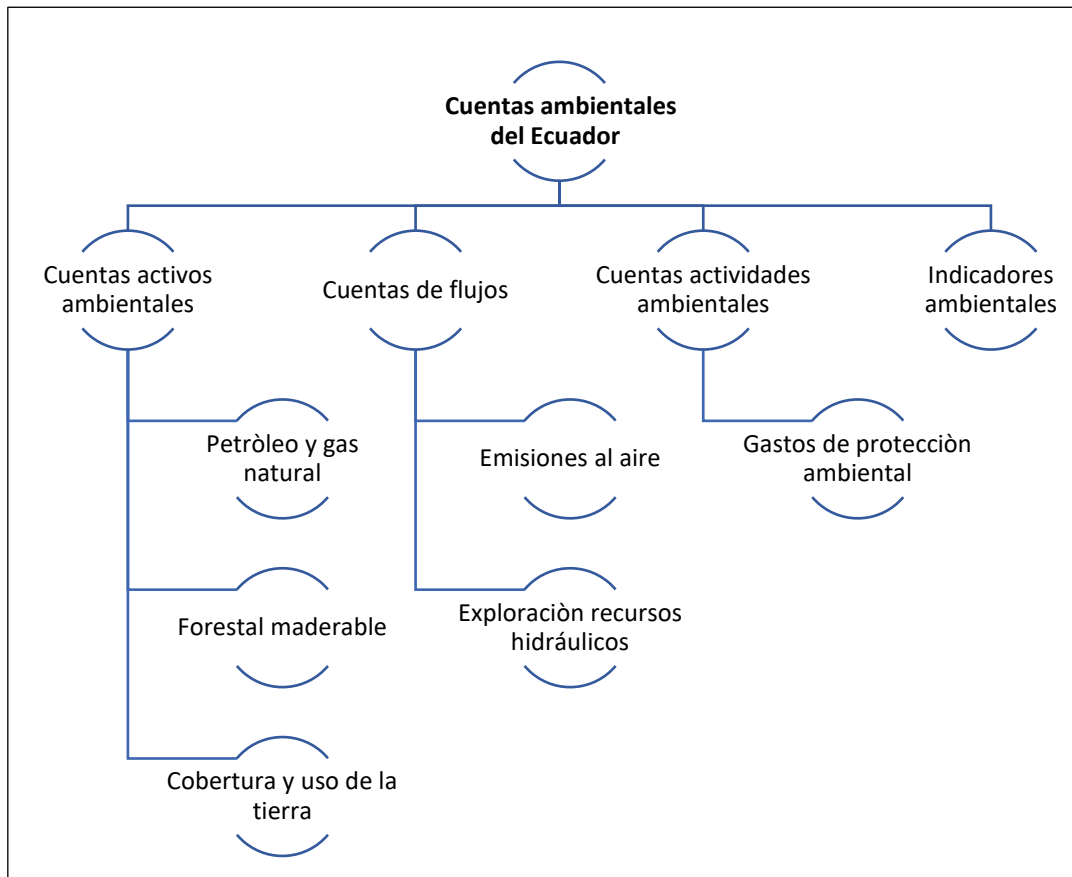 Cuentas ambientales
del Ecuador
Cuentas activos
ambientales
Cuentas de flujos
Cuentas actividades
ambientales
Indicadores
ambientales
Petròleo y gas
natural
Emisiones al aire
Gastos de protecciòn
ambiental
Forestal maderable
Exploraciòn recursos
hidráulicos
Cobertura y uso de la
tierra